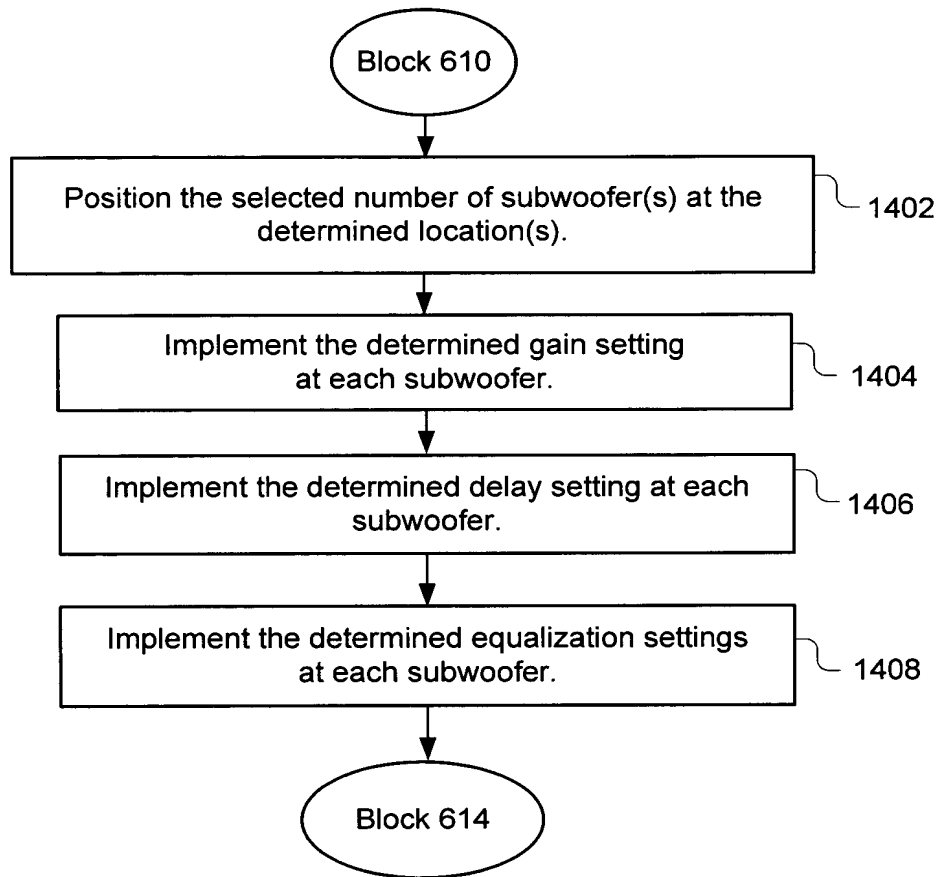 Block 610
Position the selected number of subwoofer(s) at the
determined location(s).
1402
Implement the determined gain setting
at each subwoofer.
1404
Implement the determined delay setting at each
subwoofer.
1406
Implement the determined equalization settings
at each subwoofer.
1408
Block 614